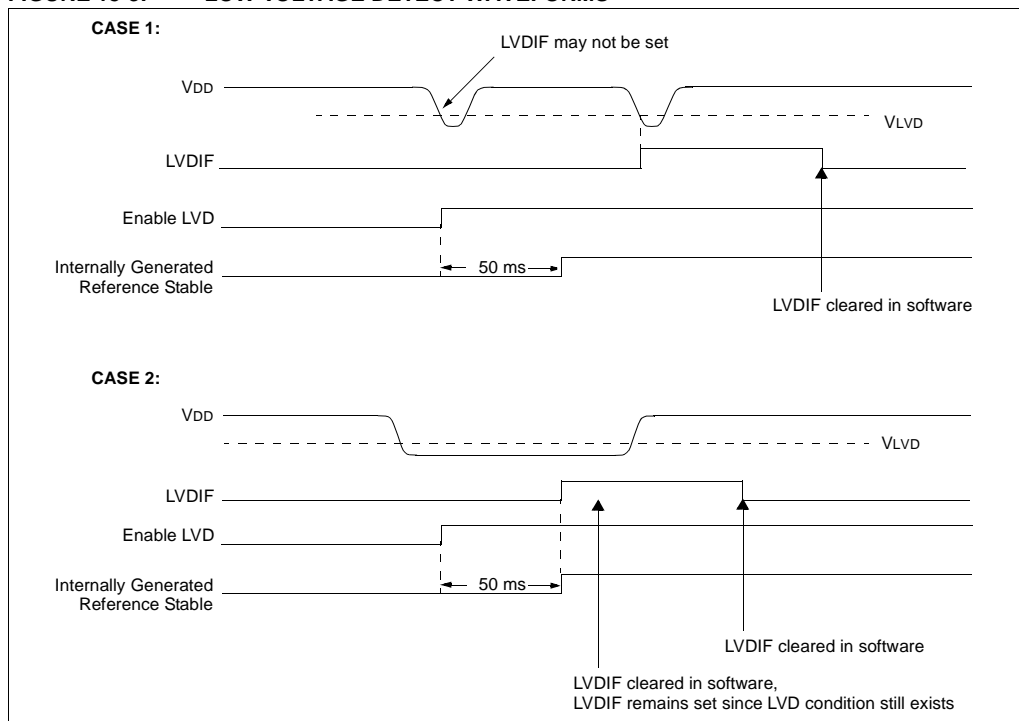 CASE 1:
LVDIF may not be set
VDD
VLVD
LVDIF
Enable LVD
50 ms
Internally Generated
Reference Stable
LVDIF cleared in software
CASE 2:
VDD
VLVD
LVDIF
Enable LVD
50 ms
Internally Generated
Reference Stable
LVDIF cleared in software
LVDIF cleared in software,
LVDIF remains set since LVD condition still exists